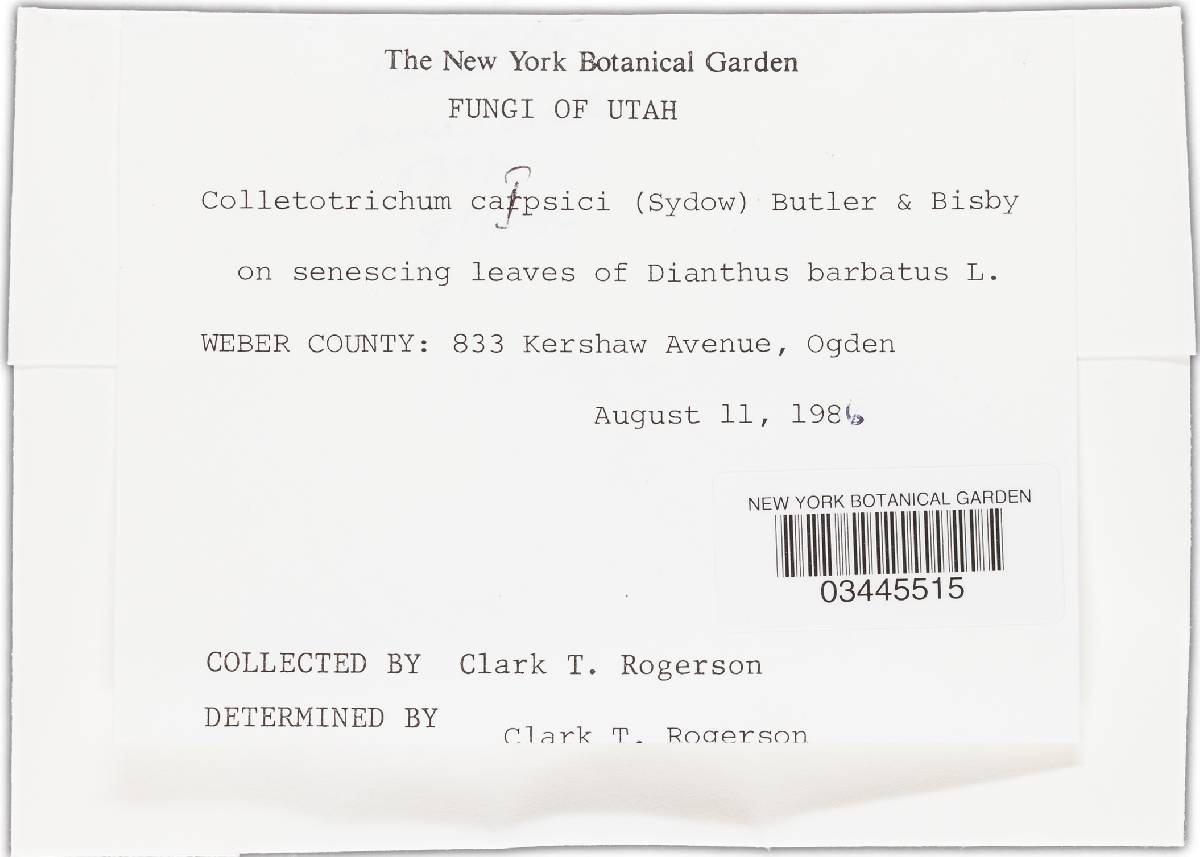 The New York Botanical Garden
FUNGI OF UTAH
Colletotrichum capsici (Sydow) Butler & Bisby
on senescing leaves of Dianthus barbatus L.
WEBER COUNTY: 833 Kershaw Avenue, Ogden
August 11, 1986
NEW YORK BOTANICAL GARDEN
03445515
COLLECTED BY Clark T. Rogerson
DETERMINED BY
Clark T. Rogerson